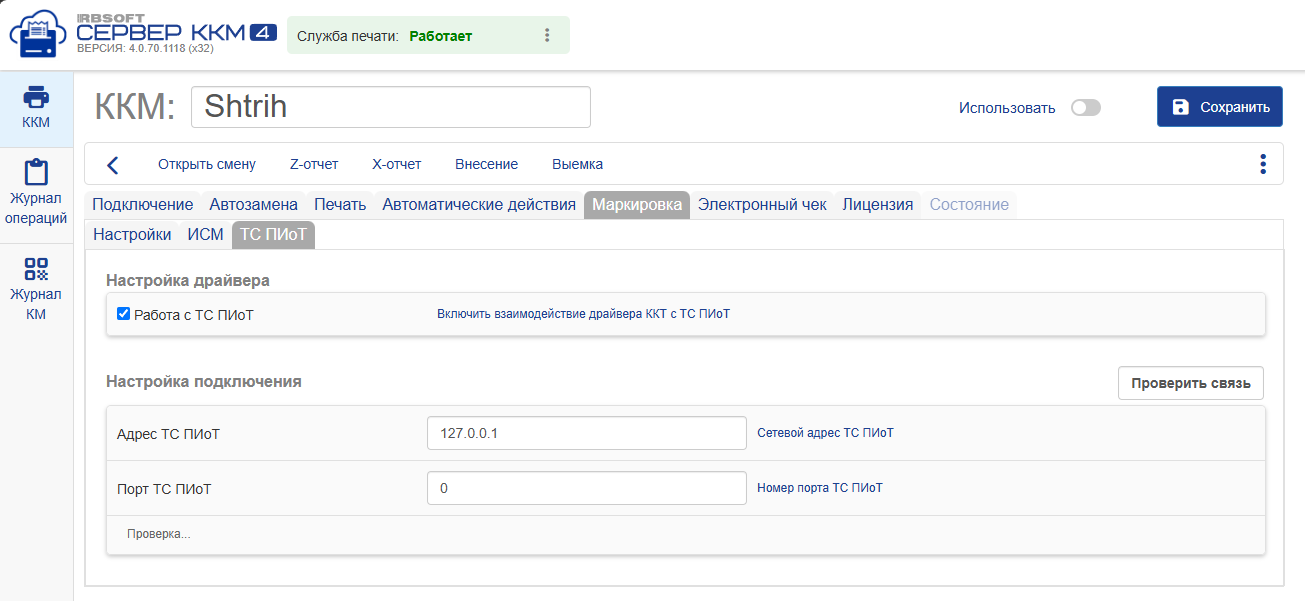 RBSOFT
СЕРВЕР ККМ 4
ВЕРСИЯ: 4.0.70.1118 (x32)
Служба печати: Работает
ККМ
Журнал
операций
Журнал
КМ
ККМ: Shtrih
Использовать
Сохранить
Открыть смену Z-отчет X-отчет Внесение Выемка
Подключение Автозамена Печать Автоматические действия Маркировка Электронный чек Лицензия Состояние
Настройки ИСМ ТС ПИоТ
Настройка драйвера
Работа с ТС ПИоТ Включить взаимодействие драйвера ККТ с ТС ПИоТ
Настройка подключения
Проверить связь
Адрес ТС ПИоТ 127.0.0.1 Сетевой адрес ТС ПИоТ
Порт ТС ПИоТ 0 Номер порта ТС ПИоТ
Проверка...